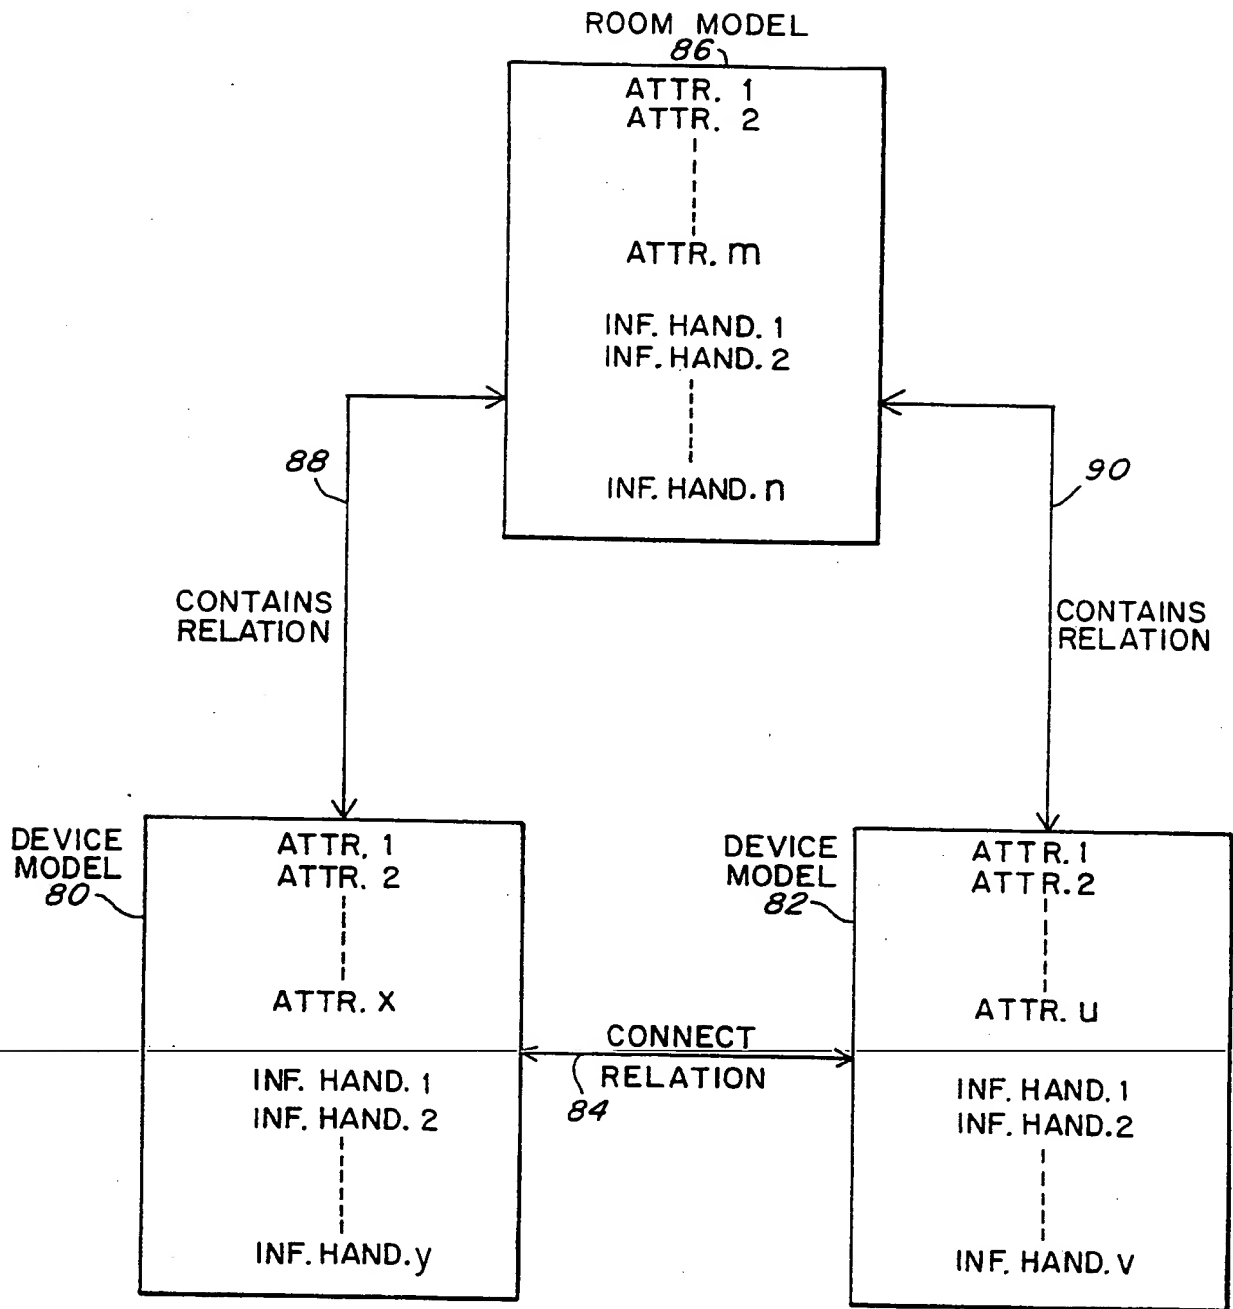 ROOM MODEL
86
ATTR. 1
ATTR. 2
ATTR. m
INF. HAND. 1
INF. HAND. 2
INF. HAND. n
88
CONTAINS
RELATION
90
CONTAINS
RELATION
DEVICE
MODEL
80
ATTR. 1
ATTR. 2
ATTR. x
INF. HAND. 1
INF. HAND. 2
INF. HAND. y
CONNECT
RELATION
84
DEVICE
MODEL
82
ATTR. 1
ATTR. 2
ATTR. u
INF. HAND. 1
INF. HAND. 2
INF. HAND. v